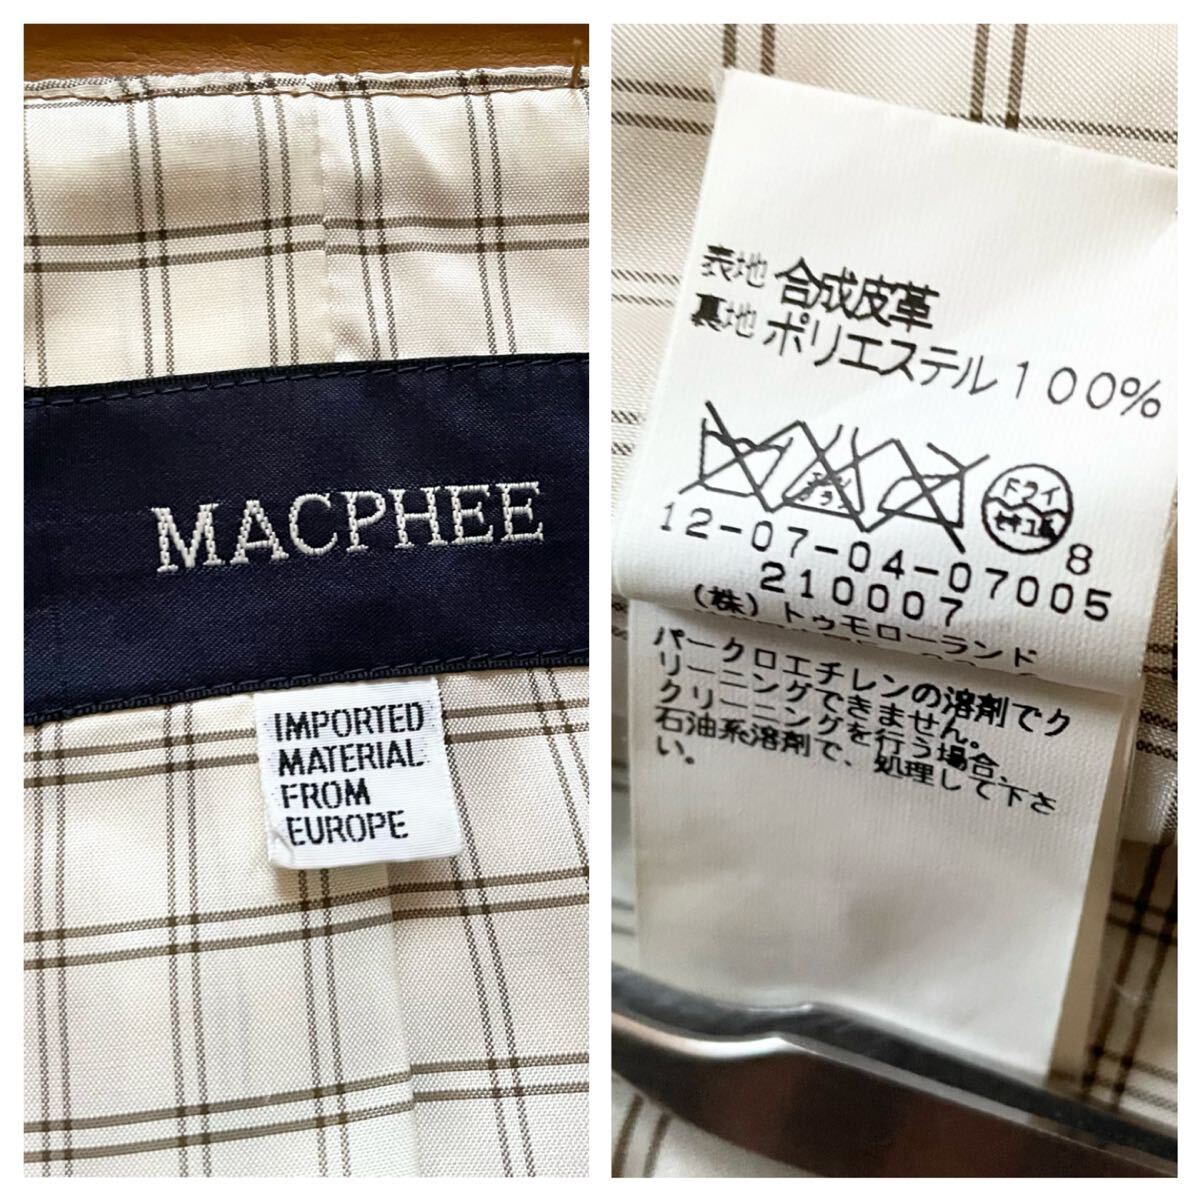 MACPHEE
IMPORTED
MATERIAL
FROM
EUROPE
表地 合成皮革
裏地 ポリエステル100%
ドライ
セキユ系
8
12-07-04-07005
210007
(株)トゥモローランド
パークロエチレンの溶剤でク
リーニングできません。
クリーニングを行う場合、
石油系溶剤で、処理して下さ
い。